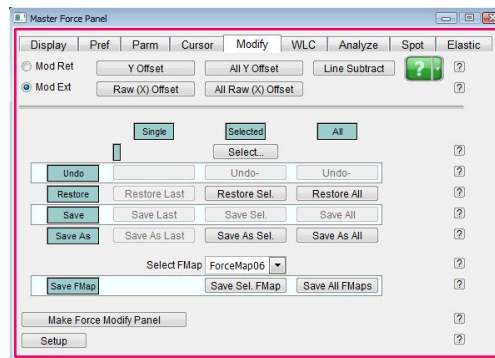 Master Force Panel
Display Pref Parm Cursor Modify WLC Analyze Spot Elastic
Mod Ret Y Offset All Y Offset Line Subtract ? ?
Mod Ext Raw (X) Offset All Raw (X) Offset ?
Single Selected All
Select... ?
Undo Undo- Undo- ?
Restore Restore Last Restore Sel. Restore All ?
Save Save Last Save Sel. Save All ?
Save As Save As Last Save As Sel. Save As All ?
Select FMap ForceMap06 ?
Save FMap Save Sel. FMap Save All FMaps ?
Make Force Modify Panel ?
Setup ?